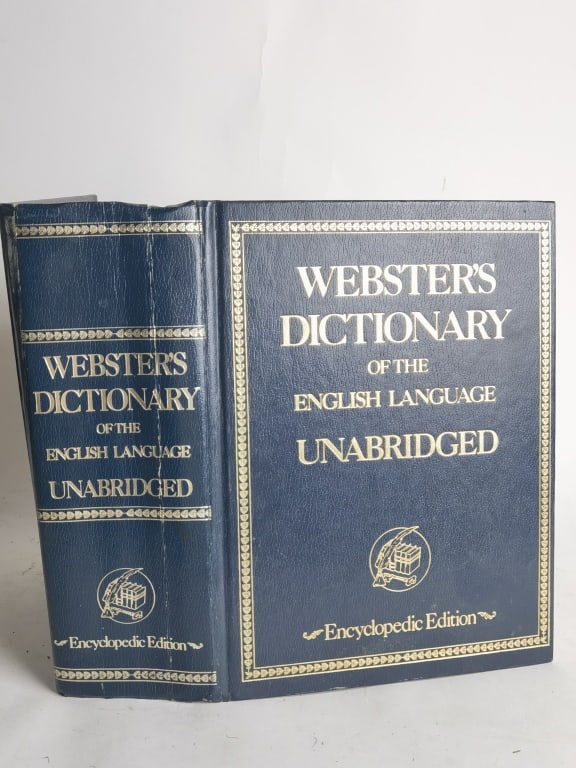 WEBSTER'S
DICTIONARY
OF THE
ENGLISH LANGUAGE
UNABRIDGED
Encyclopedic Edition
WEBSTER'S
DICTIONARY
OF THE
ENGLISH LANGUAGE
UNABRIDGED
Encyclopedic Edition